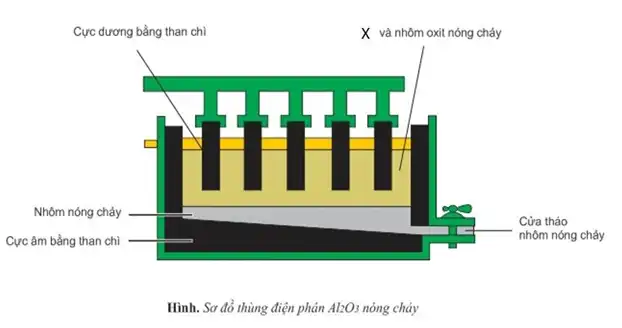 Cực dương bằng than chì
X và nhôm oxit nóng chảy
Nhôm nóng chảy
Cực âm bằng than chì
Cửa tháo
nhôm nóng chảy
Hình. Sơ đồ thùng điện phân Al2O3 nóng chảy